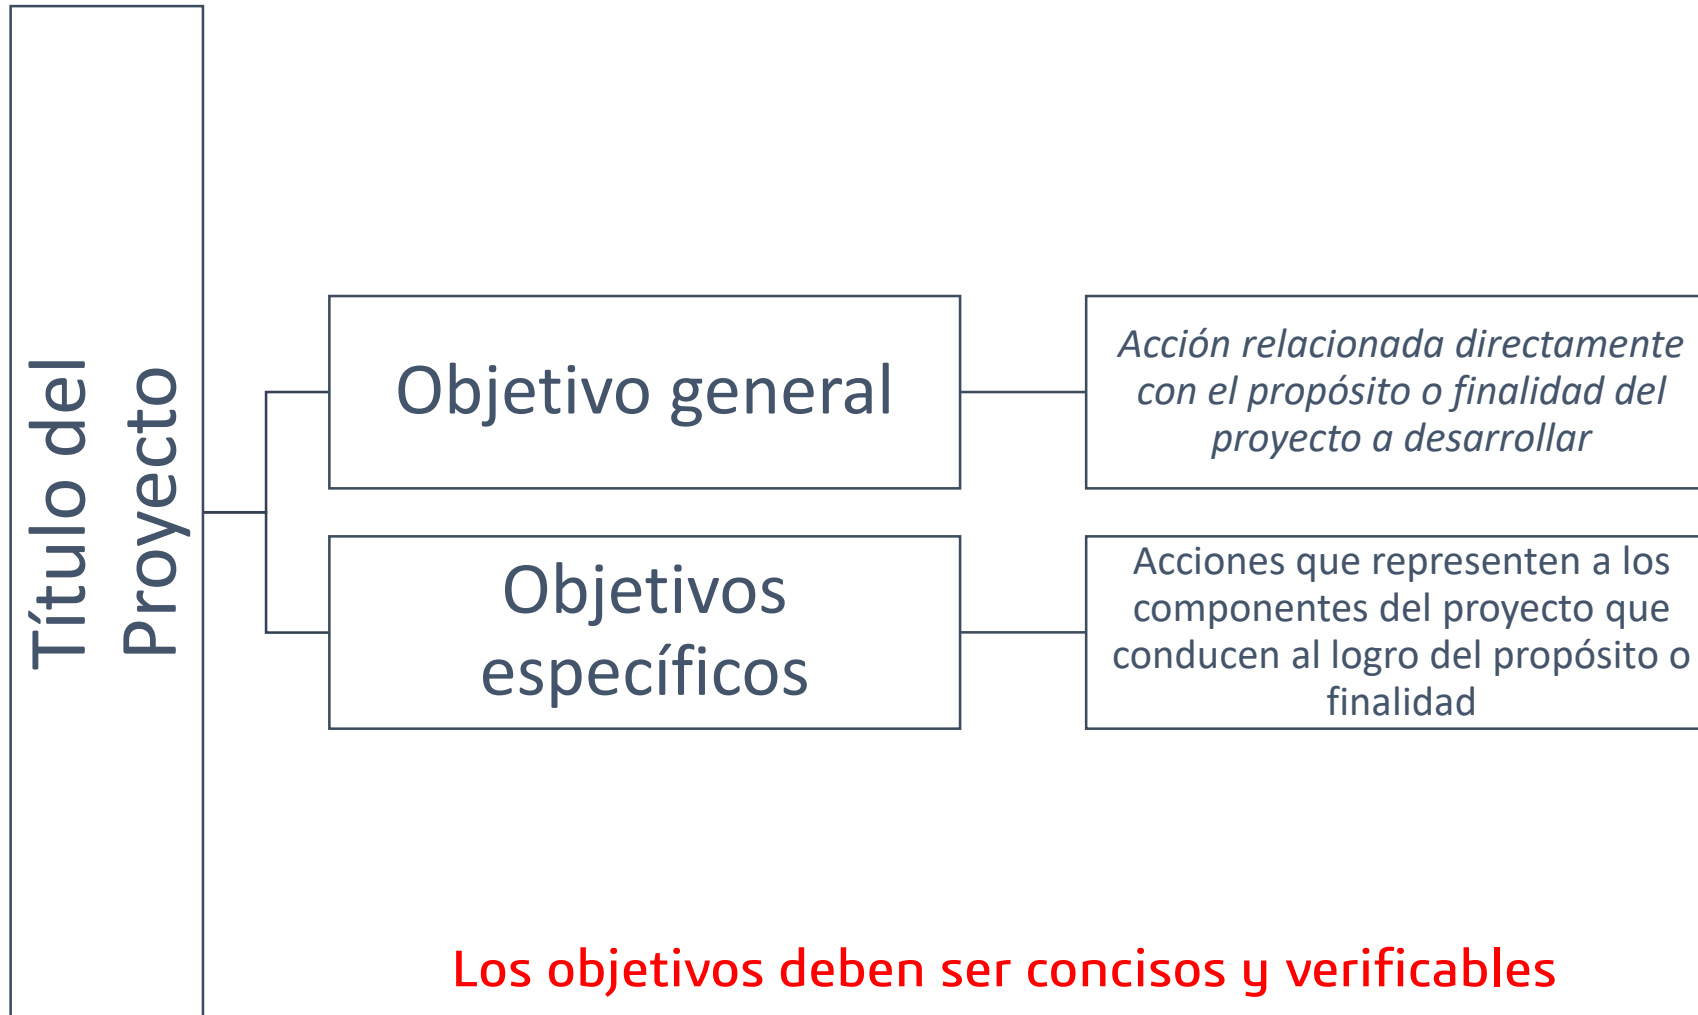 Título del
Proyecto
Objetivo general
Acción relacionada directamente
con el propósito o finalidad del
proyecto a desarrollar
Objetivos
específicos
Acciones que representen a los
componentes del proyecto que
conducen al logro del propósito o
finalidad
Los objetivos deben ser concisos y verificables